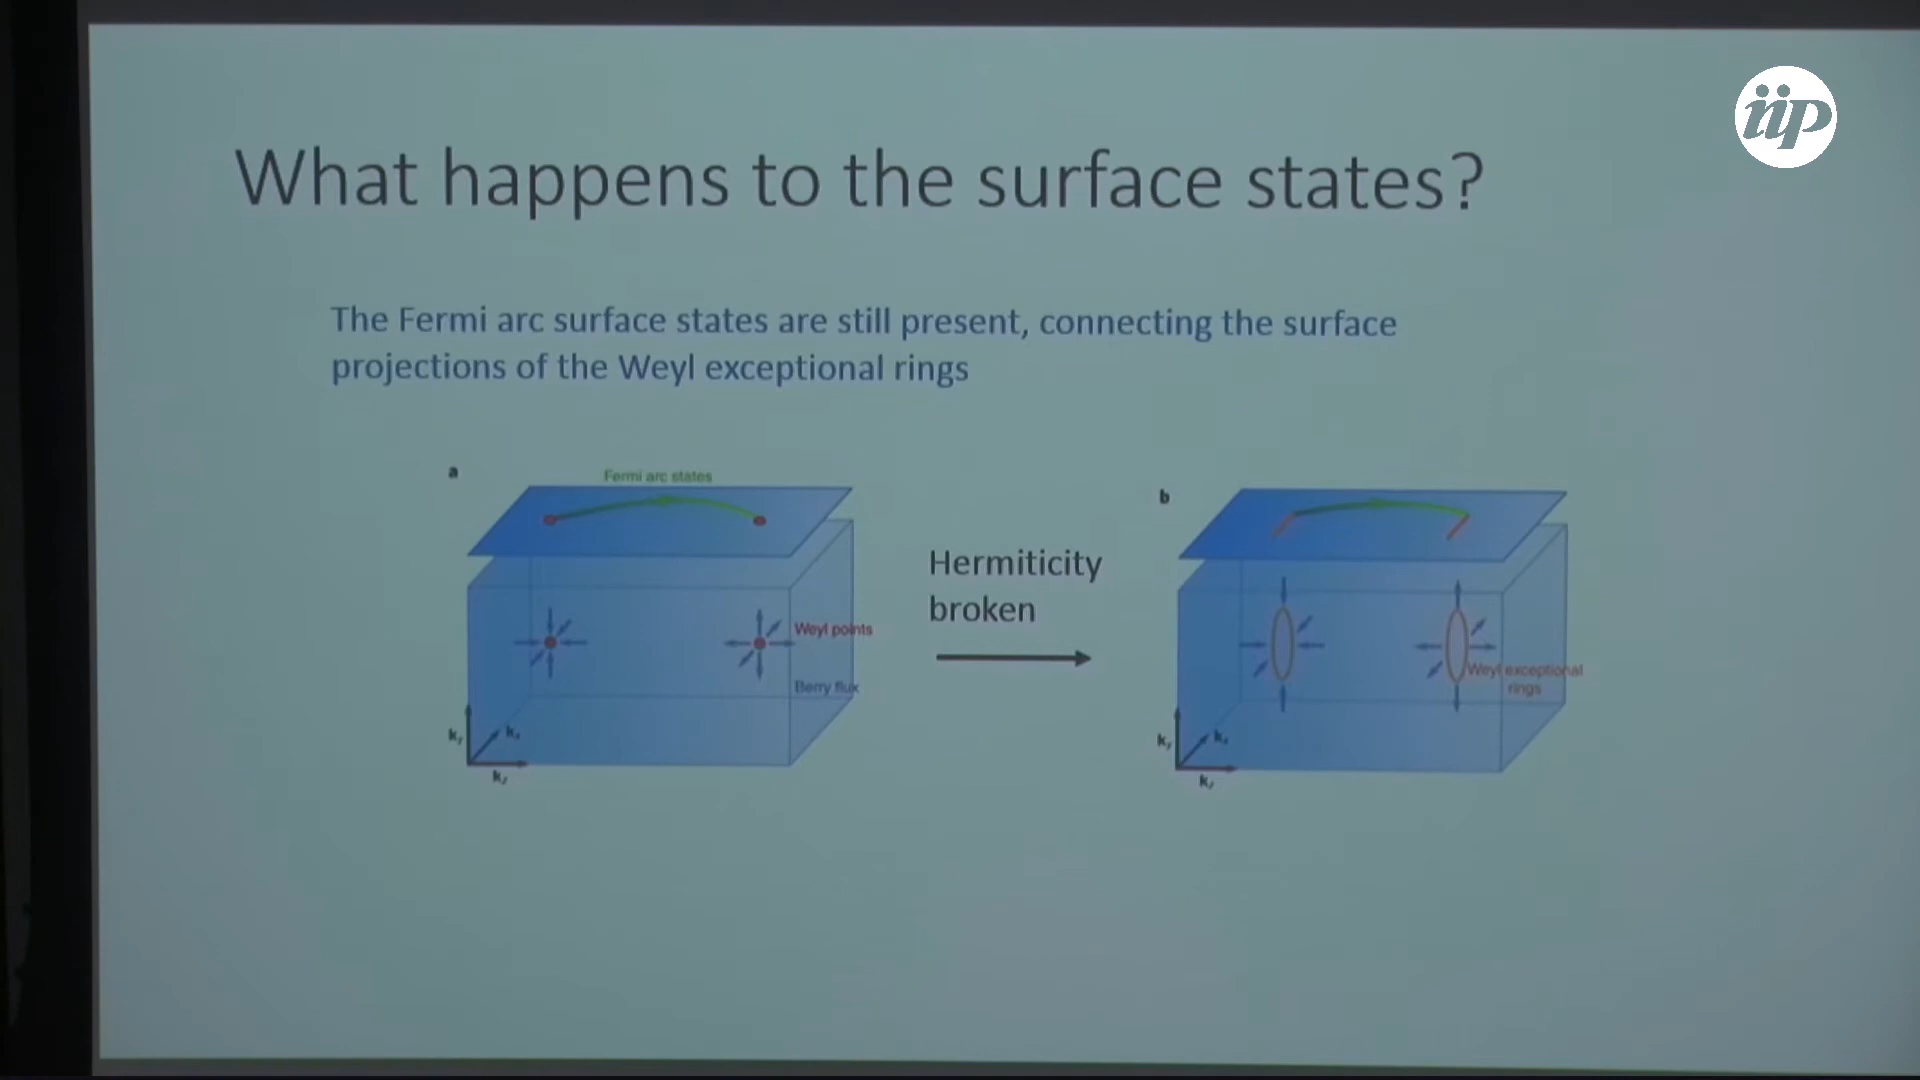 iip
What happens to the surface states?
The Fermi arc surface states are still present, connecting the surface
projections of the Weyl exceptional rings
a
Fermi arc states
Weyl points
Berry flux
Hermiticity
broken
b
Weyl exceptional
rings